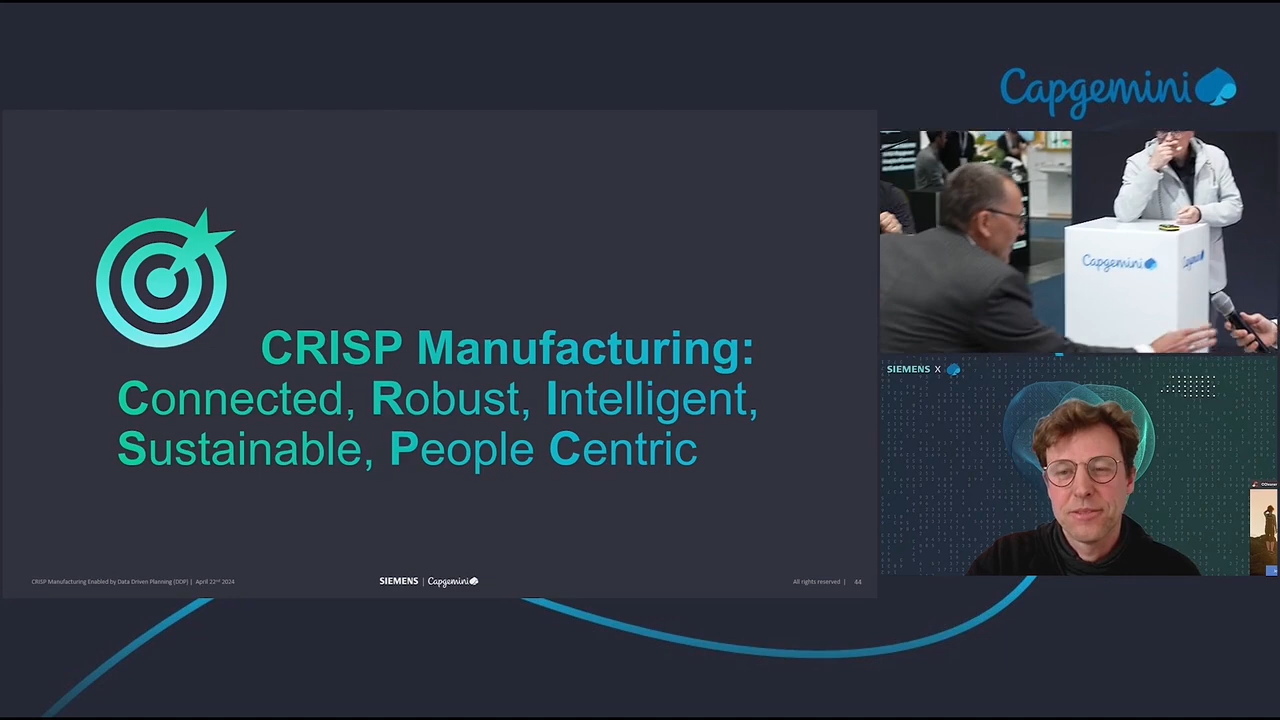 Capgemini
CRISP Manufacturing:
Connected, Robust, Intelligent,
Sustainable, People Centric
CRISP Manufacturing Enabled by Data Driven Planning (DDP) | April 22nd 2024
SIEMENS | Capgemini
All rights reserved | 44
Capgemini
Capgemini
SIEMENS X